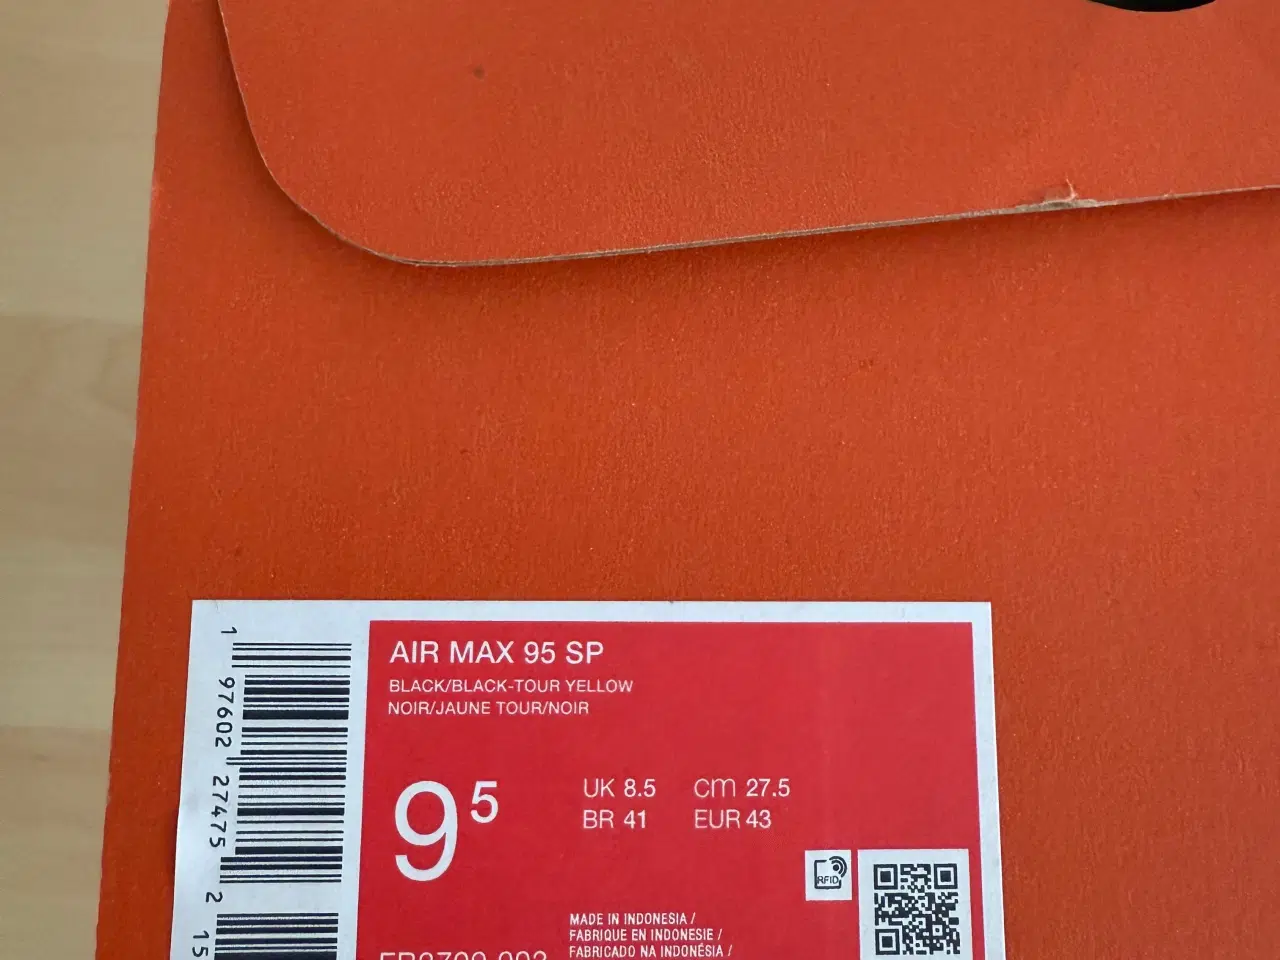 AIR MAX 95 SP
BLACK/BLACK-TOUR YELLOW
NOIR/JAUNE TOUR/NOIR
9 5
UK 8.5 cm 27.5
BR 41 EUR 43
RFID
MADE IN INDONESIA /
FABRIQUE EN INDONESIE /
FABRICADO NA INDONÉSIA /
1 97602 27475 2 15